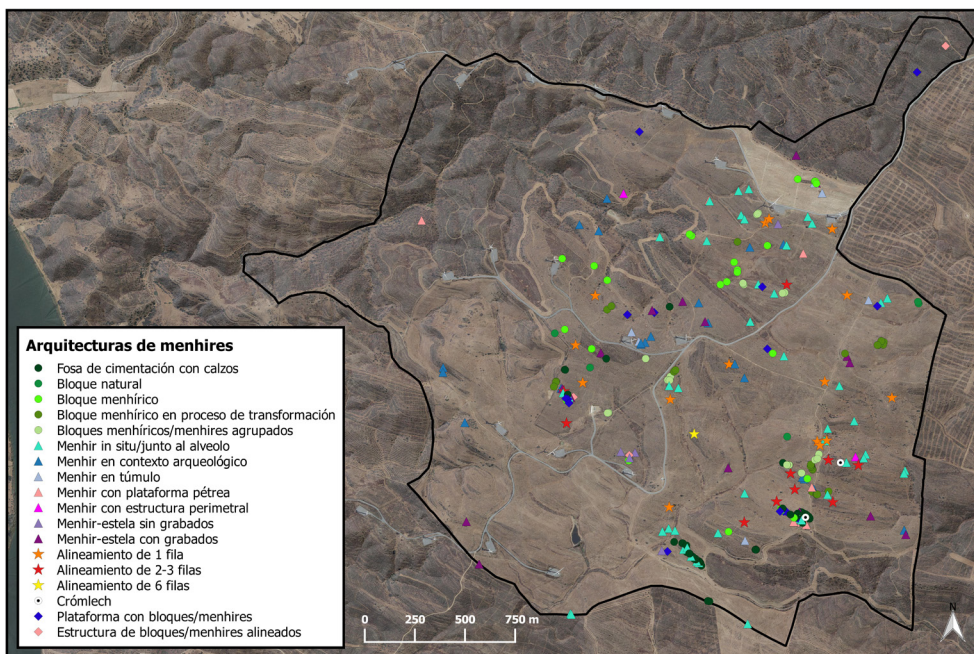 Arquitecturas de menhires
Fosa de cimentación con calzos
Bloque natural
Bloque menhírico
Bloque menhírico en proceso de transformación
Bloques menhíricos/menhires agrupados
Menhir in situ/junto al alveolo
Menhir en contexto arqueológico
Menhir en túmulo
Menhir con plataforma pétrea
Menhir con estructura perimetral
Menhir-estela sin grabados
Menhir-estela con grabados
Alineamiento de 1 fila
Alineamiento de 2-3 filas
Alineamiento de 6 filas
Crómlech
Plataforma con bloques/menhires
Estructura de bloques/menhires alineados
0 250 500 750 m
N